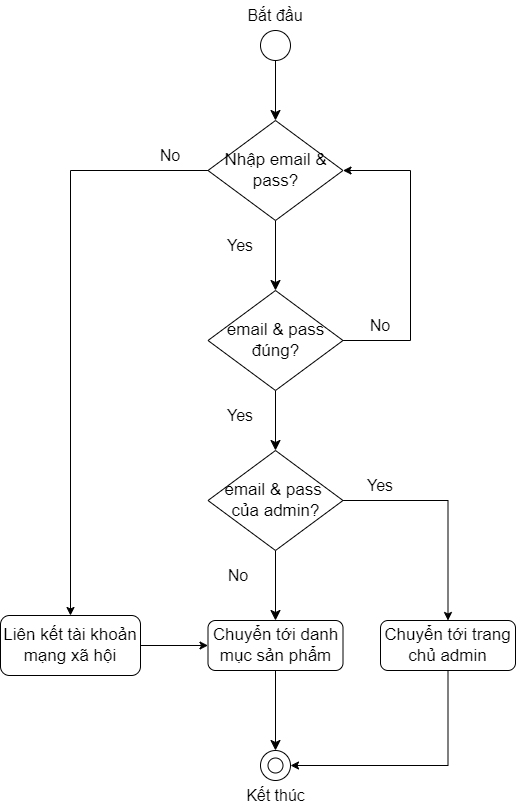 Bắt đầu
No
Nhập email &
pass?
Yes
email & pass
đúng?
No
Yes
email & pass
của admin?
Yes
No
Liên kết tài khoản
mạng xã hội
Chuyển tới danh
mục sản phẩm
Chuyển tới trang
chủ admin
Kết thúc